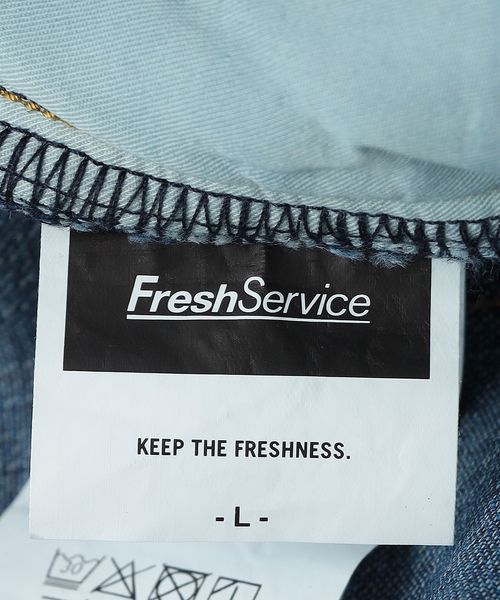 FreshService
KEEP THE FRESHNESS.
- L -